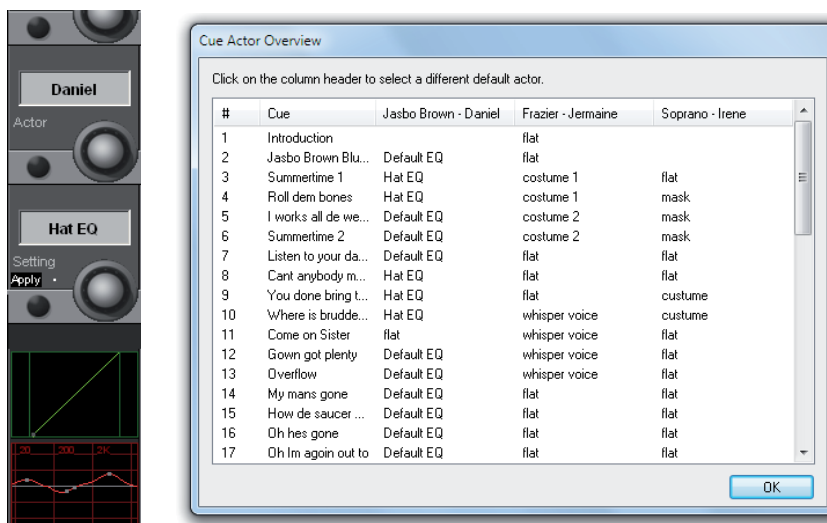 Daniel
Actor
Hat EQ
Setting
Apply
20 200 2K
Cue Actor Overview
Click on the column header to select a different default actor.
# Cue Jasbo Brown - Daniel Frazier - Jermaine Soprano - Irene
1 Introduction flat
2 Jasbo Brown Blu... Default EQ flat
3 Summertime 1 Hat EQ costume 1 flat
4 Roll dem bones Hat EQ costume 1 mask
5 I works all de we... Default EQ costume 2 mask
6 Summertime 2 Default EQ costume 2 mask
7 Listen to your da... Default EQ flat flat
8 Cant anybody m... Hat EQ flat flat
9 You done bring t... Hat EQ flat custume
10 Where is brudde... Hat EQ whisper voice custume
11 Come on Sister flat whisper voice flat
12 Gown got plenty Default EQ whisper voice flat
13 Overflow Default EQ whisper voice flat
14 My mans gone Default EQ flat flat
15 How de saucer ... Default EQ flat flat
16 Oh hes gone Default EQ flat flat
17 Oh Im agoin out to Default EQ flat flat
OK